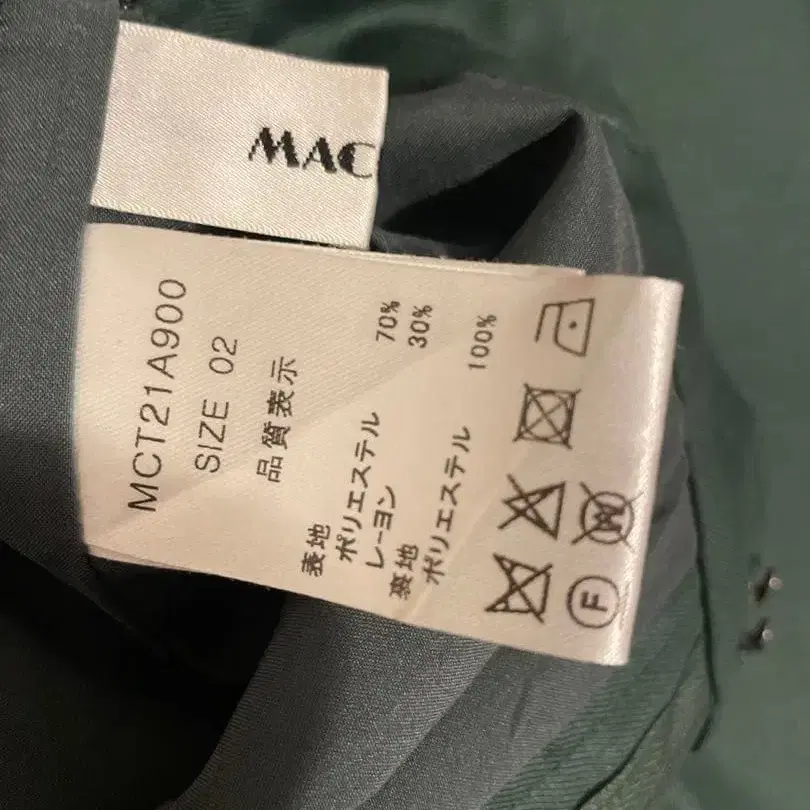 MAC
MCT21A900
SIZE 02
品質表示
表地
ポリエステル 70%
レーヨン 30%
裏地
ポリエステル 100%
W
F